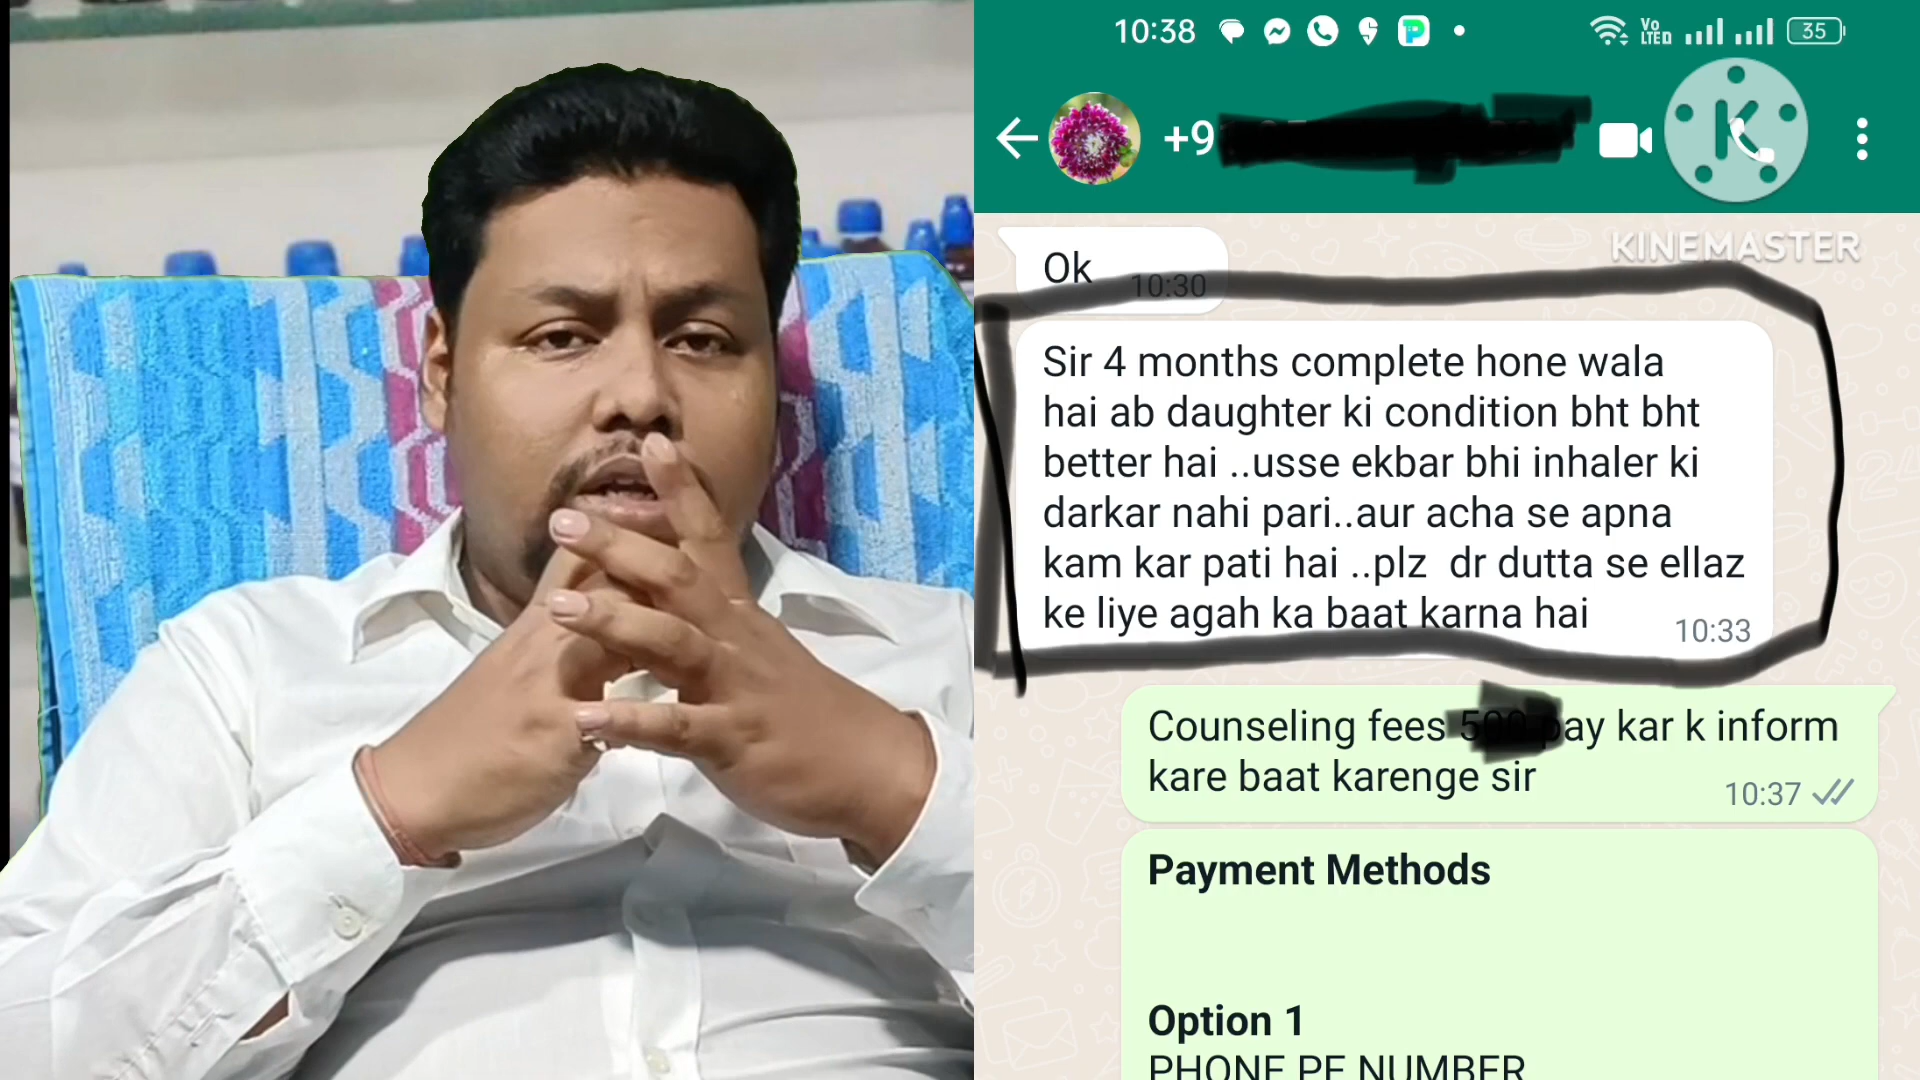 10:38
Vo
LTED
35
+9
KINEMASTER
Ok
10:30
Sir 4 months complete hone wala
hai ab daughter ki condition bht bht
better hai ..usse ekbar bhi inhaler ki
darkar nahi pari..aur acha se apna
kam kar pati hai ..plz dr dutta se ellaz
ke liye agah ka baat karna hai
10:33
Counseling fees pay kar k inform
kare baat karenge sir
10:37
Payment Methods
Option 1
PHONE PE NUMBER